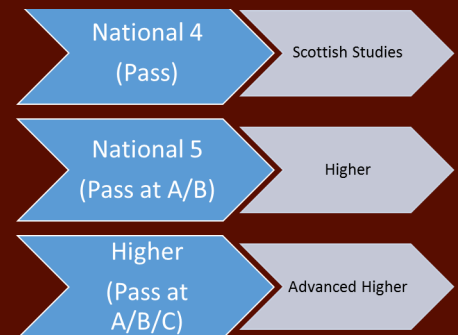 National 4
(Pass)
Scottish Studies
National 5
(Pass at A/B)
Higher
Higher
(Pass at
A/B/C)
Advanced Higher